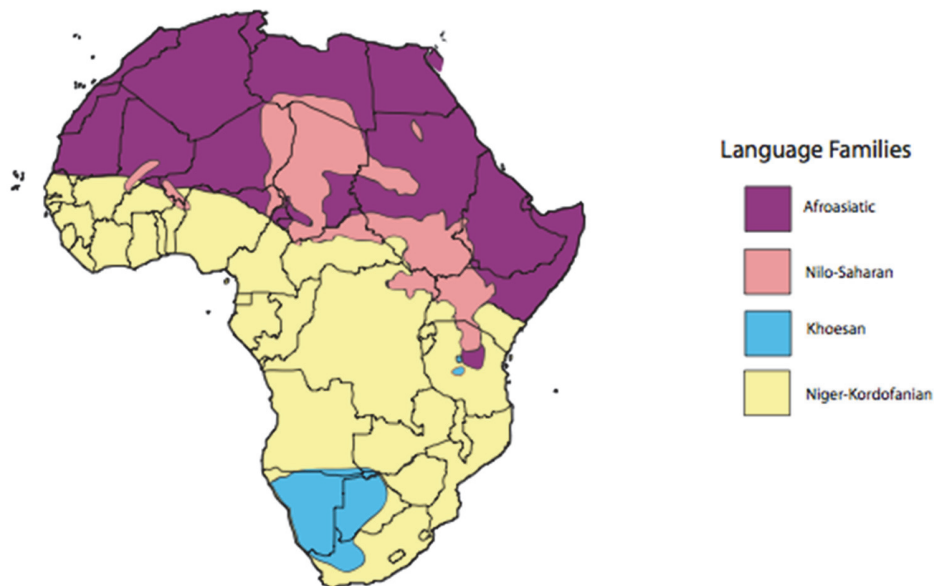 Language Families
Afroasiatic
Nilo-Saharan
Khoesan
Niger-Kordofanian